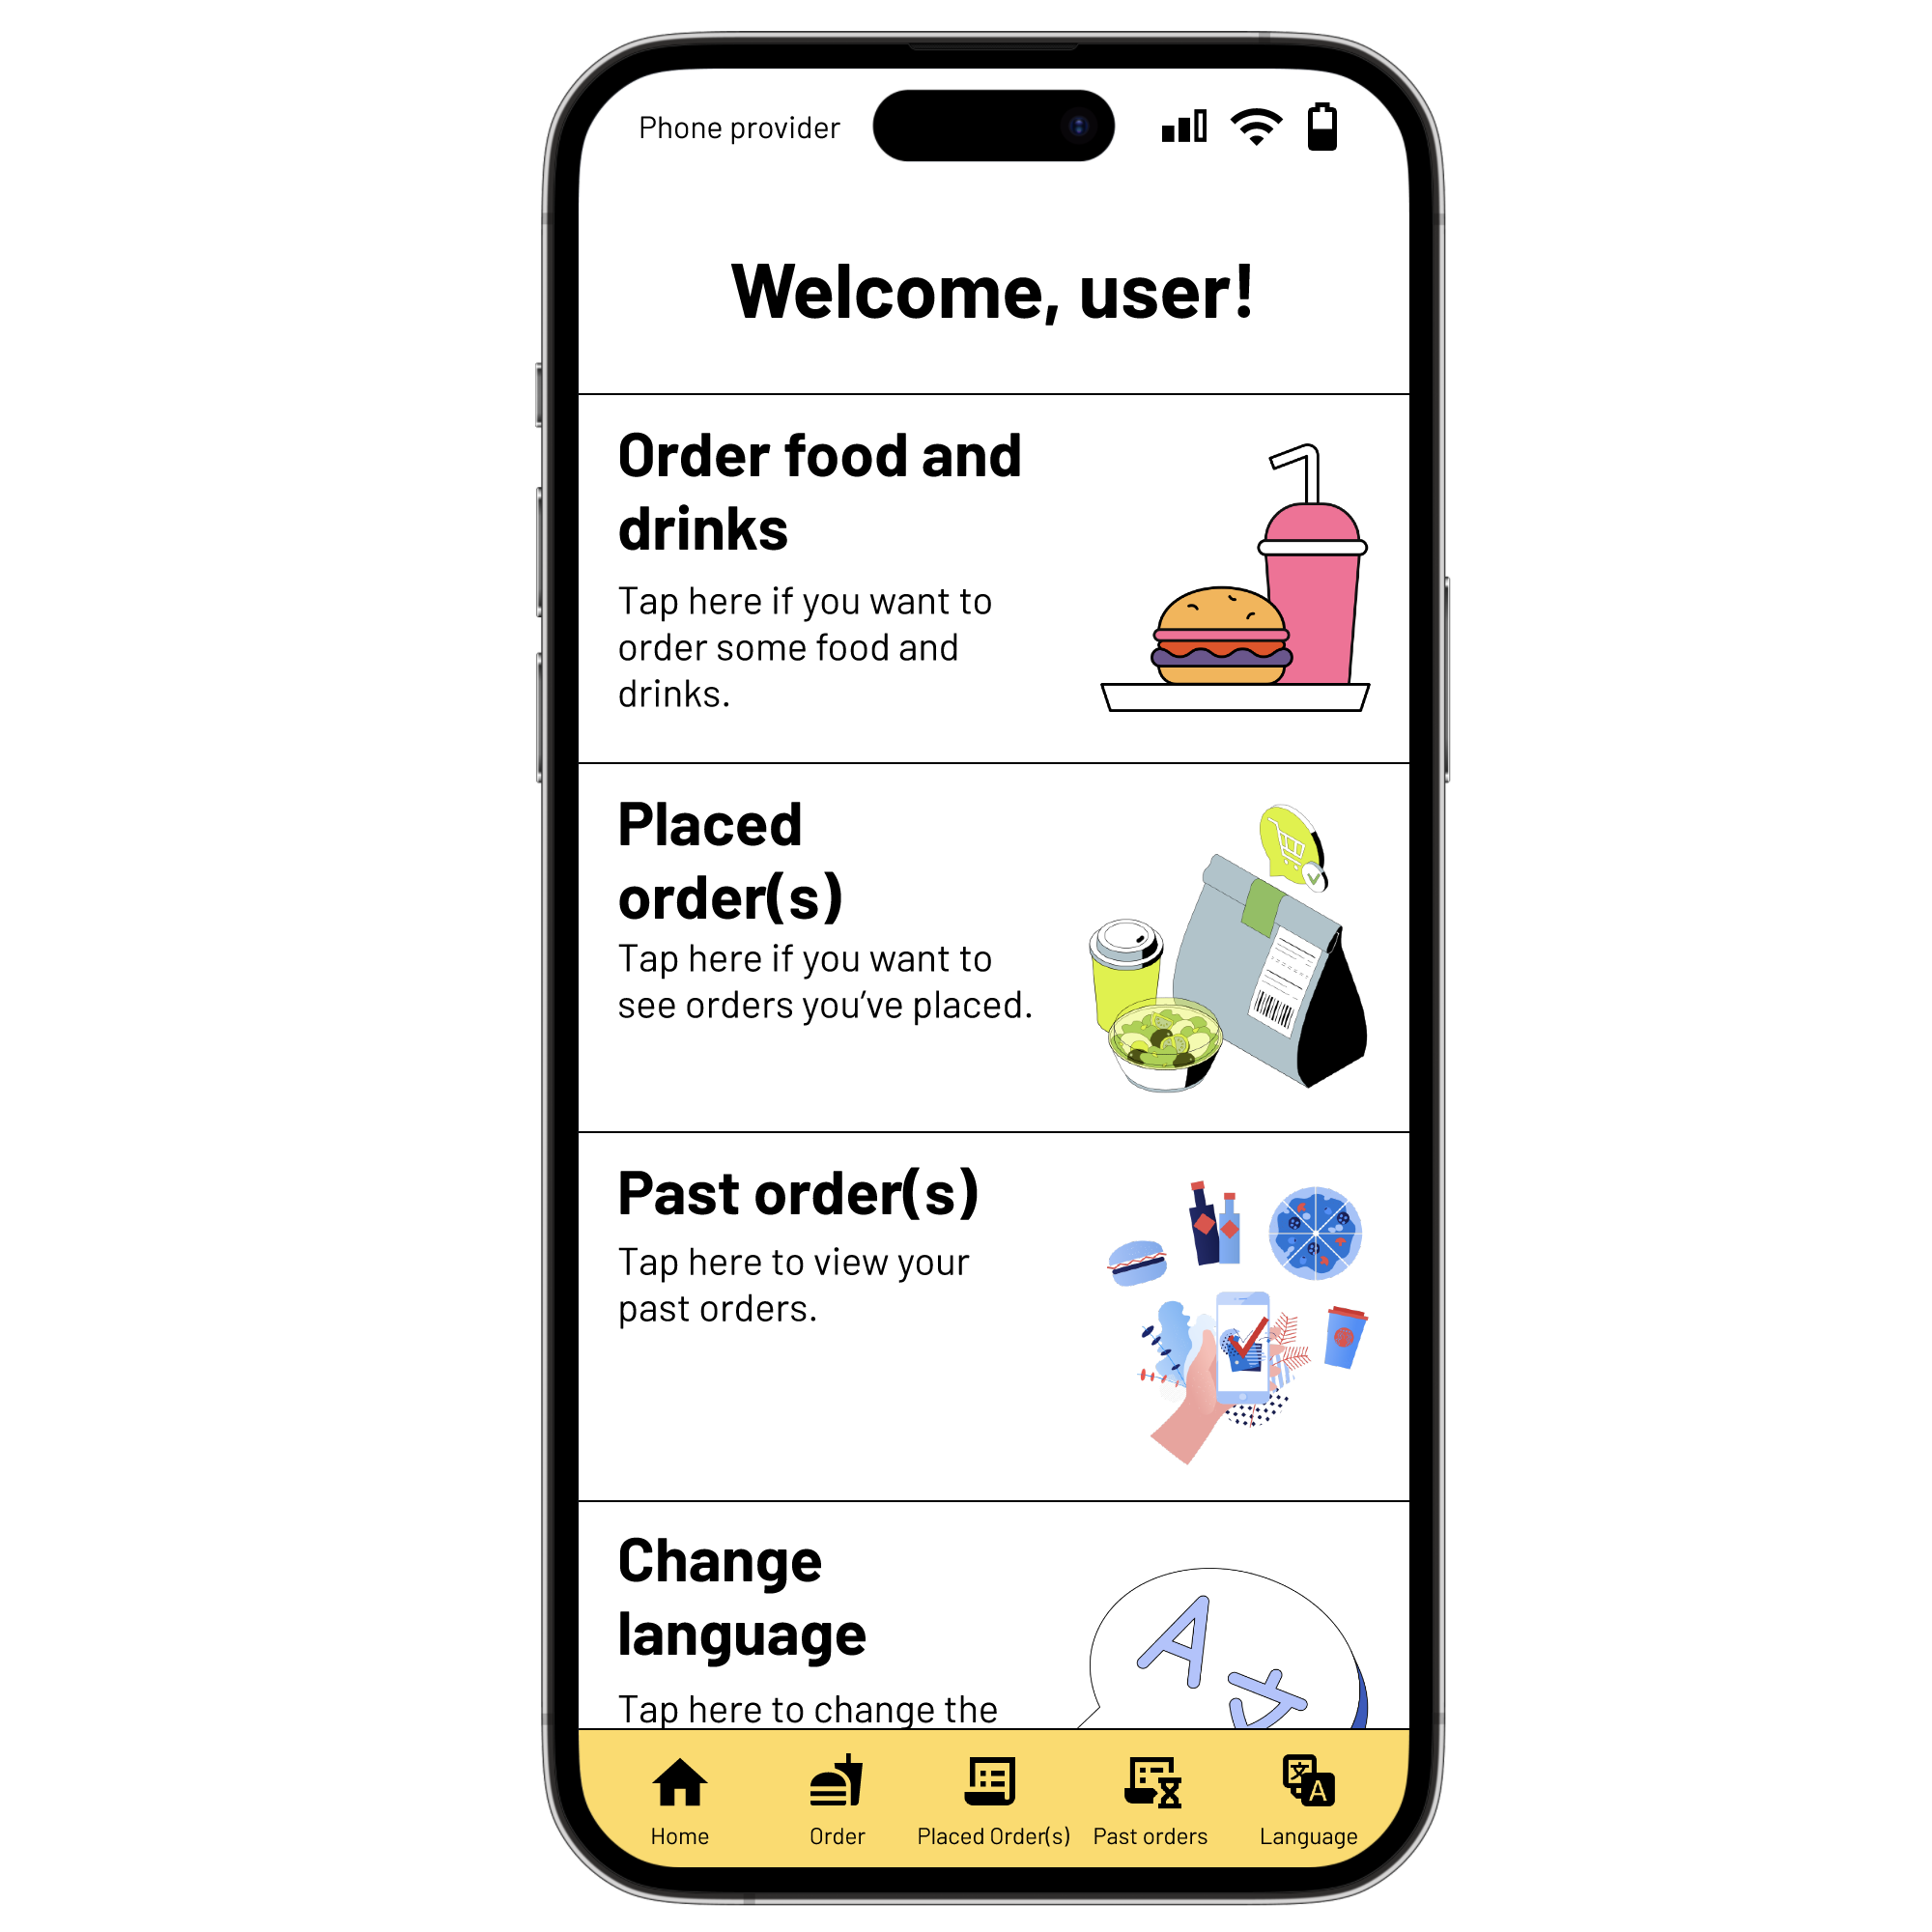 Phone provider
Welcome, user!
Order food and
drinks
Tap here if you want to
order some food and
drinks.
Placed
order(s)
Tap here if you want to
see orders you’ve placed.
Past order(s)
Tap here to view your
past orders.
Change
language
Tap here to change the
A 文
文 A
Home Order Placed Order(s) Past orders Language